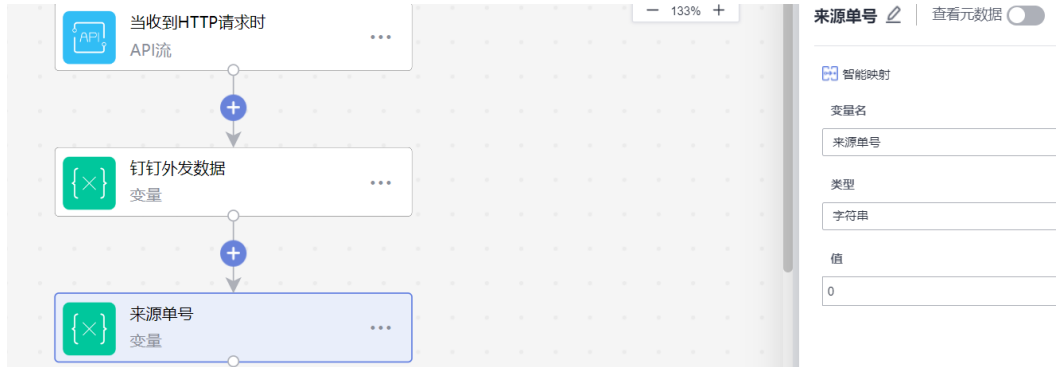 当收到HTTP请求时
API
API流
— 133% +
钉钉外发数据
变量
来源单号
变量
来源单号
查看元数据
智能映射
变量名
来源单号
类型
字符串
值
0